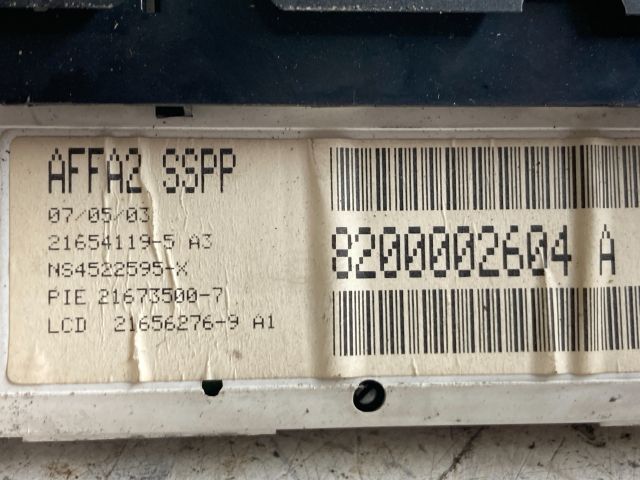 AFFA2 SSPP
07/05/03
21654119-5 A3
NS4522595-X
PIE 21673500-7
LCD 21656276-9 A1
8200002604 A